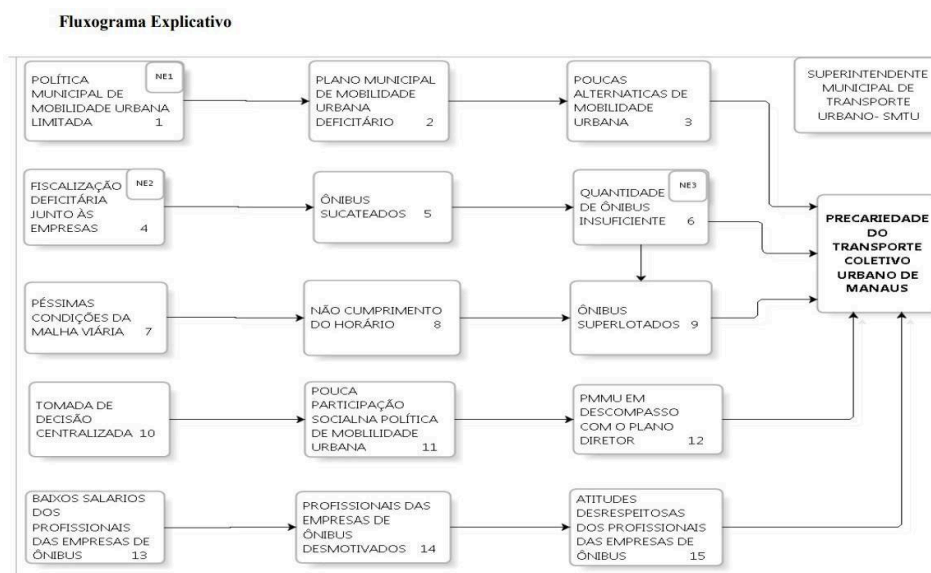 Fluxograma Explicativo
POLÍTICA
MUNICIPAL DE
MOBILIDADE URBANA
LIMITADA 1
NE1
PLANO MUNICIPAL
DE MOBILIDADE
URBANA
DEFICITÁRIO 2
POUCAS
ALTERNATICAS DE
MOBILIDADE
URBANA 3
SUPERINTENDENTE
MUNICIPAL DE
TRANSPORTE
URBANO- SMTU
FISCALIZAÇÃO
DEFICITÁRIA
JUNTO ÀS
EMPRESAS 4
NE2
ÔNIBUS
SUCATEADOS 5
QUANTIDADE
DE ÔNIBUS
INSUFICIENTE 6
NE3
PRECARIEDADE
DO
TRANSPORTE
COLETIVO
URBANO DE
MANAUS
PÉSSIMAS
CONDIÇÕES DA
MALHA VIÁRIA 7
NÃO CUMPRIMENTO
DO HORÁRIO 8
ÔNIBUS
SUPERLOTADOS 9
TOMADA DE
DECISÃO
CENTRALIZADA 10
POUCA
PARTICIPAÇÃO
SOCIALNA POLÍTICA
DE MOBLILIDADE
URBANA 11
PMMU EM
DESCOMPASSO
COM O PLANO
DIRETOR 12
BAIXOS SALARIOS
DOS
PROFISSIONAIS
DAS EMPRESAS DE
ÔNIBUS 13
PROFISSIONAIS DAS
EMPRESAS DE
ÔNIBUS
DESMOTIVADOS 14
ATITUDES
DESRESPEITOSAS
DOS PROFISSIONAIS
DAS EMPRESAS DE
ÔNIBUS 15